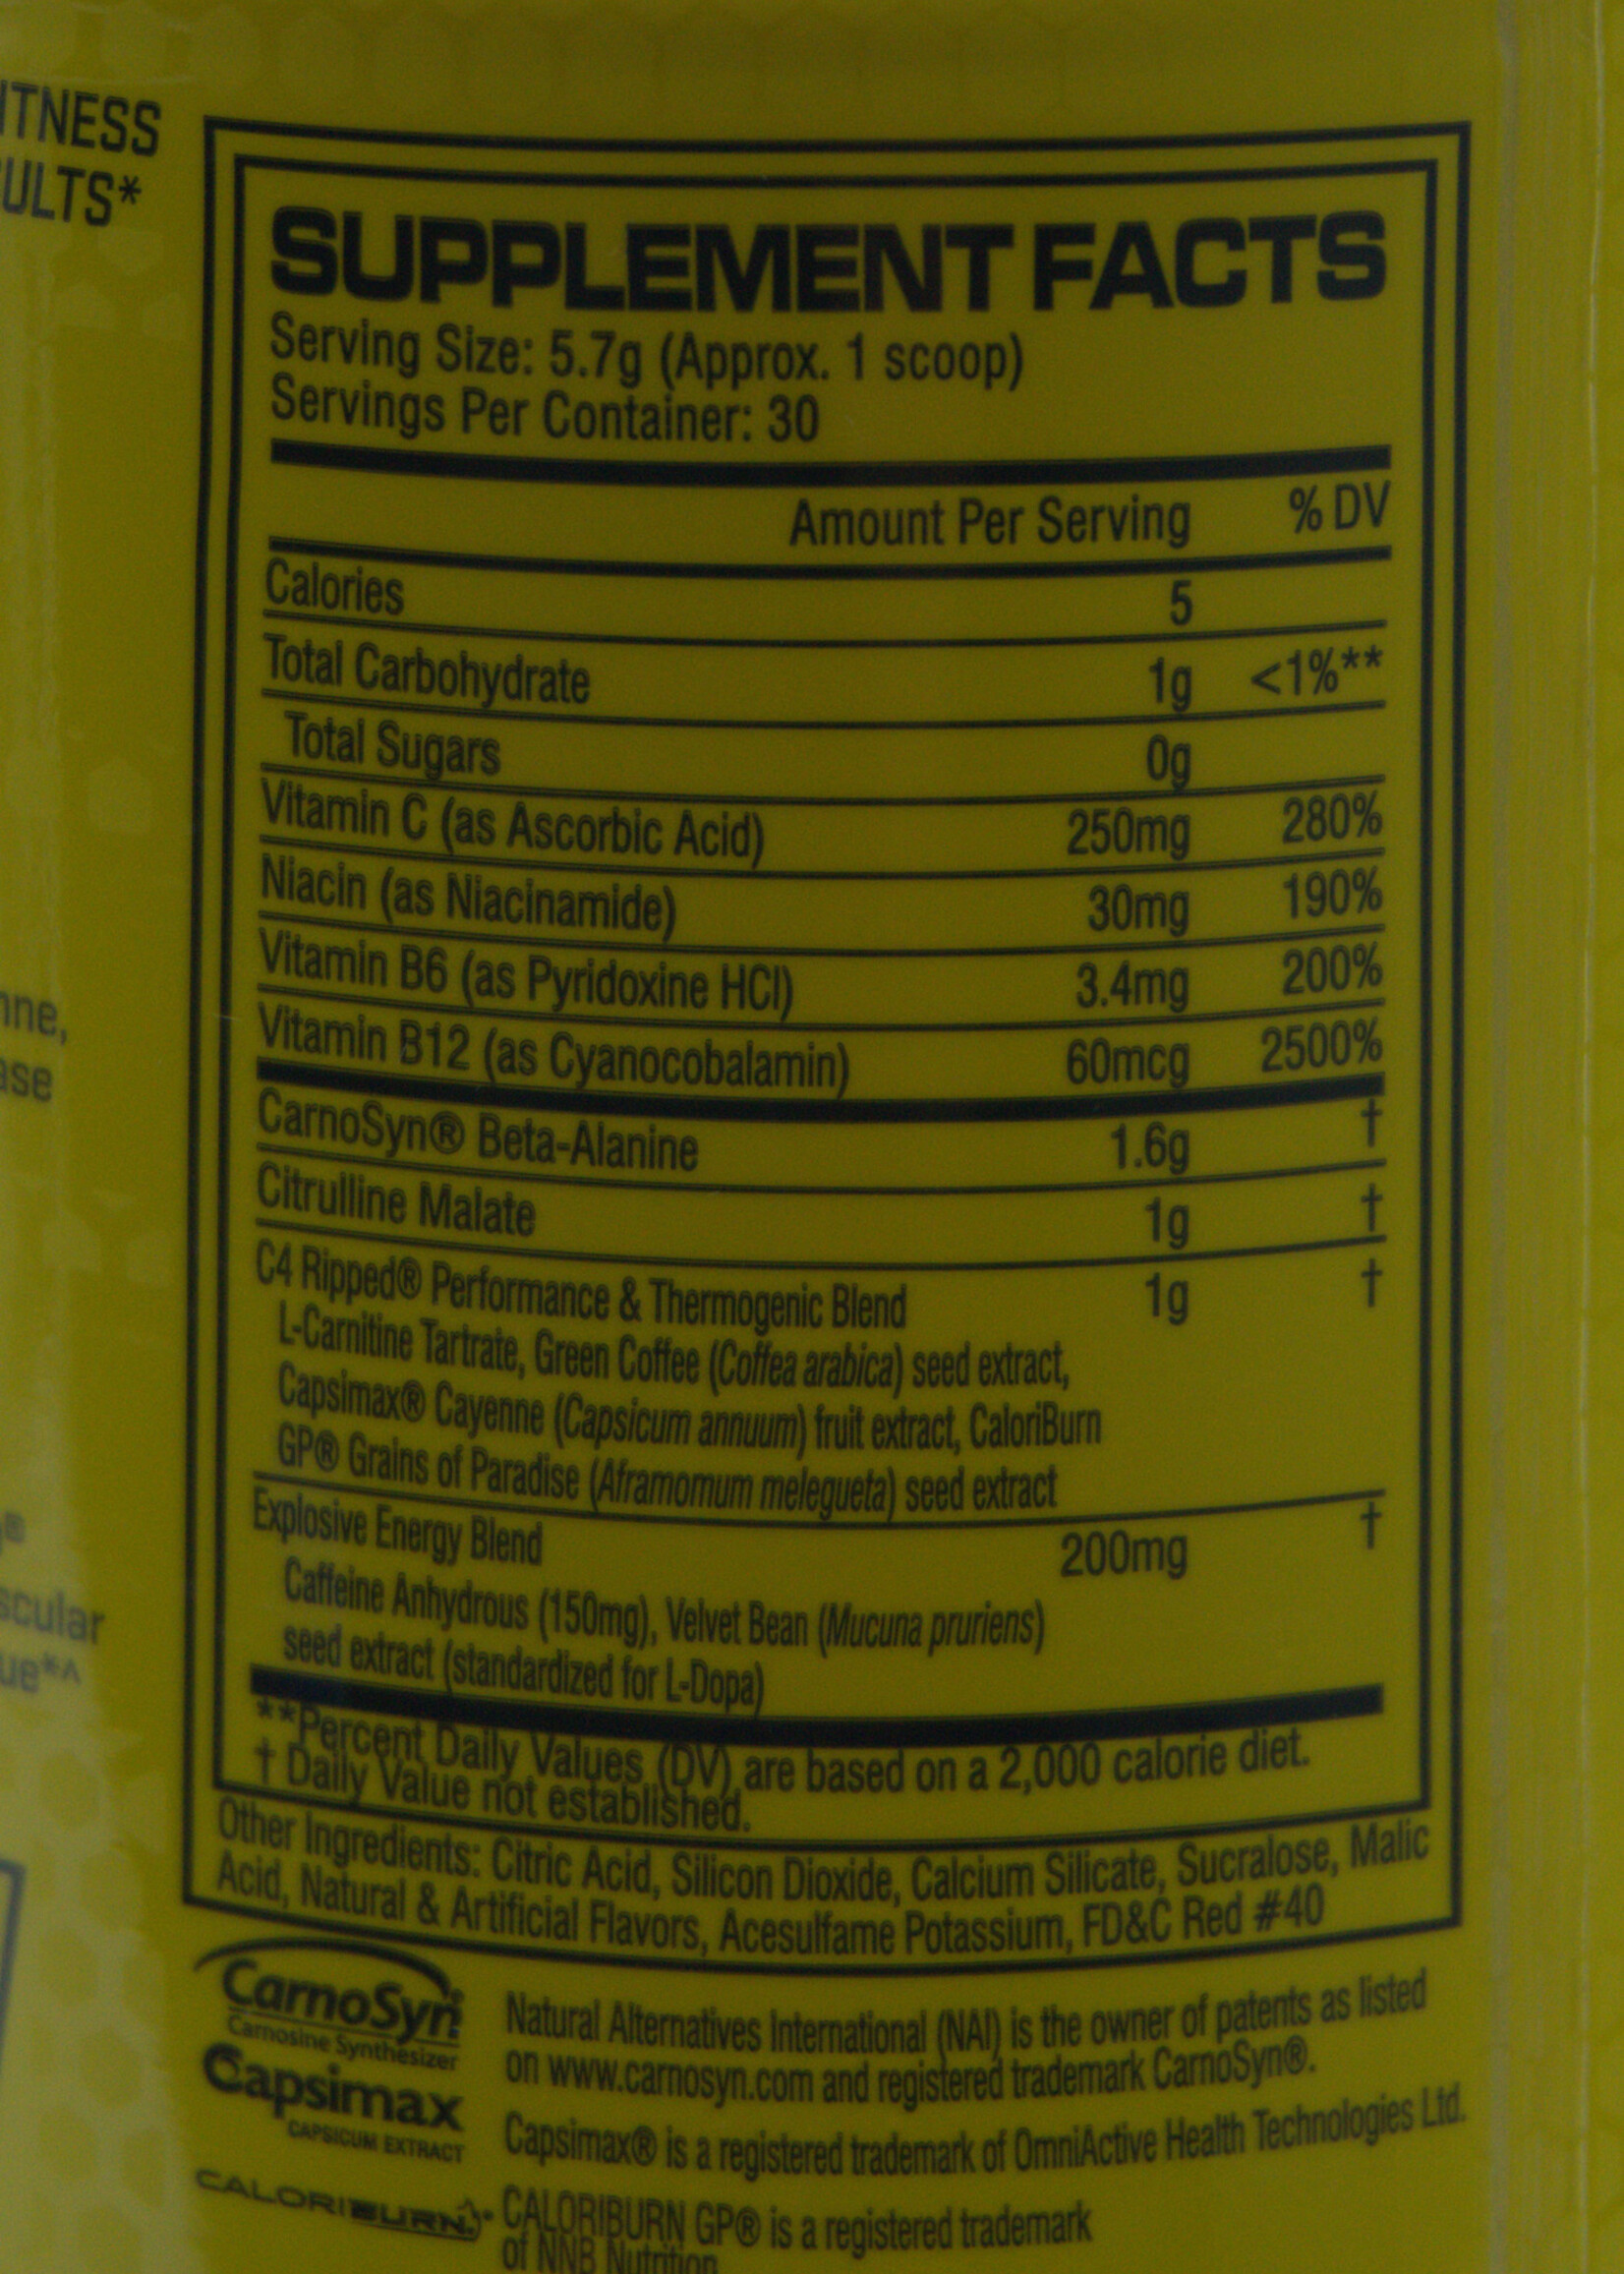 ITNESS
ULTS*
SUPPLEMENT FACTS
Serving Size: 5.7g (Approx. 1 scoop)
Servings Per Container: 30
Amount Per Serving % DV
Calories 5
Total Carbohydrate 1g <1%**
Total Sugars 0g
Vitamin C (as Ascorbic Acid) 250mg 280%
Niacin (as Niacinamide) 30mg 190%
Vitamin B6 (as Pyridoxine HCl) 3.4mg 200%
Vitamin B12 (as Cyanocobalamin) 60mcg 2500%
CarnoSyn® Beta-Alanine 1.6g †
Citrulline Malate 1g †
C4 Ripped® Performance & Thermogenic Blend 1g †
L-Carnitine Tartrate, Green Coffee (Coffea arabica) seed extract,
Capsimax® Cayenne (Capsicum annuum) fruit extract, CaloriBurn
GP® Grains of Paradise (Aframomum melegueta) seed extract
Explosive Energy Blend 200mg †
Caffeine Anhydrous (150mg), Velvet Bean (Mucuna pruriens)
seed extract (standardized for L-Dopa)
**Percent Daily Values (DV) are based on a 2,000 calorie diet.
† Daily Value not established.
Other Ingredients: Citric Acid, Silicon Dioxide, Calcium Silicate, Sucralose, Malic
Acid, Natural & Artificial Flavors, Acesulfame Potassium, FD&C Red #40
nne,
ase
scular
ue*^
CarnoSyn®
Carnosine Synthesizer
Natural Alternatives International (NAI) is the owner of patents as listed
on www.carnosyn.com and registered trademark CarnoSyn®.
Capsimax
CAPSICUM EXTRACT
Capsimax® is a registered trademark of OmniActive Health Technologies Ltd.
CALORIBURN
CALORIBURN GP® is a registered trademark
of NNB Nutrition